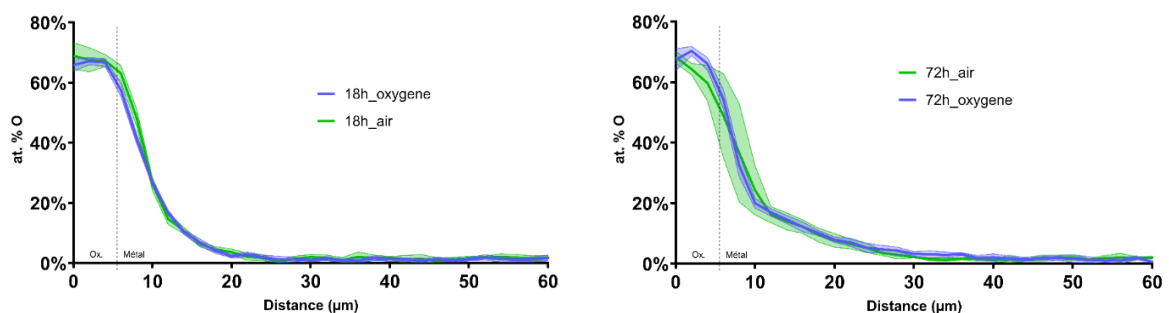 80%
60%
40%
20%
0%
at. % O
18h_oxygene
18h_air
Ox.
Métal
0
10
20
30
40
50
60
Distance (µm)
80%
60%
40%
20%
0%
at. % O
72h_air
72h_oxygene
Ox.
Métal
0
10
20
30
40
50
60
Distance (µm)